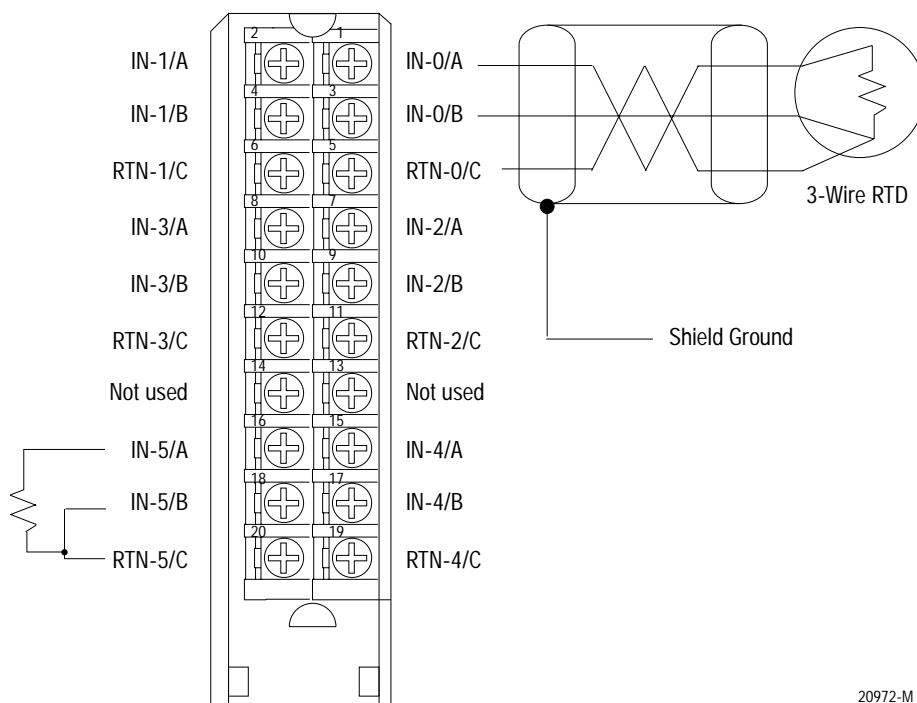 2 1
IN-1/A IN-0/A
4 3
IN-1/B IN-0/B
6 5
RTN-1/C RTN-0/C
3-Wire RTD
8 7
IN-3/A IN-2/A
10 9
IN-3/B IN-2/B
12 11
RTN-3/C RTN-2/C Shield Ground
14 13
Not used Not used
16 15
IN-5/A IN-4/A
18 17
IN-5/B IN-4/B
20 19
RTN-5/C RTN-4/C
20972-M